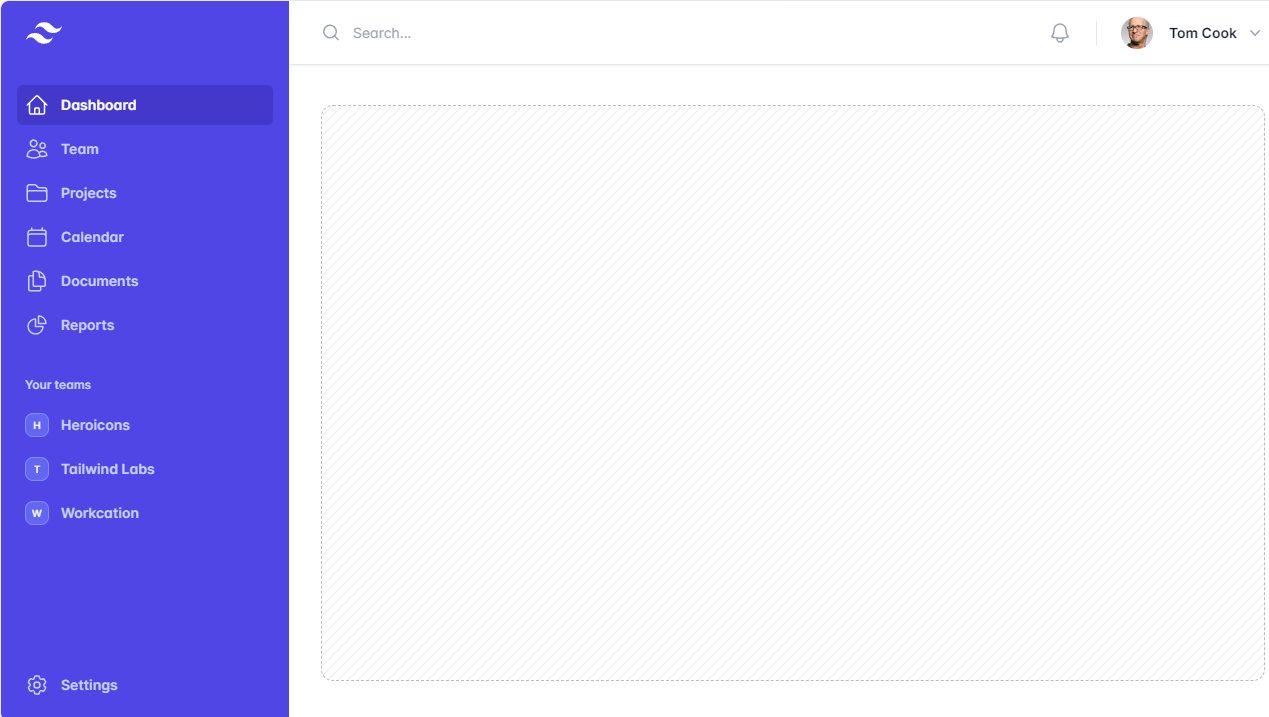 Search...
Tom Cook
Dashboard
Team
Projects
Calendar
Documents
Reports
Your teams
H Heroicons
T Tailwind Labs
W Workcation
Settings